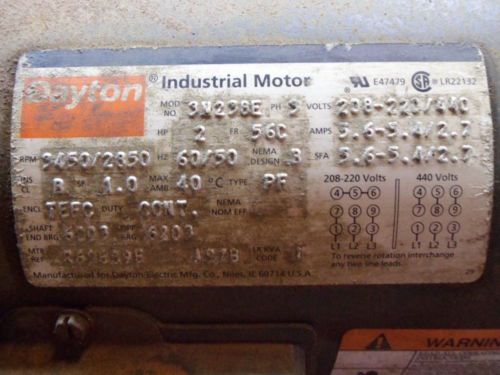 Dayton ® Industrial Motor E47479 ® LR22132
MOD NO PH 3 VOLTS 208-220/440
HP 2 FR 56C AMPS 5.6-5.4/2.7
RPM 3450/2850 HZ 60/50 NEMA DESIGN B SFA 5.6-5.4/2.7
INS CL B SF 1.0 MAX AMB 40°C TYPE PF
208-220 Volts 440 Volts
ENCL TEFC DUTY CONT. NEMA NOM EFF
SHAFT END BRG 6203 OPP BRG 6203
MTR REF LR KVA CODE
4 5 6 4 5 6
7 8 9 7 8 9
1 2 3 1 2 3
L1 L2 L3 L1 L2 L3
To reverse rotation interchange
any two line leads.
Manufactured for Dayton Electric Mfg. Co., Niles, IL 60714 U.S.A.
WARNING